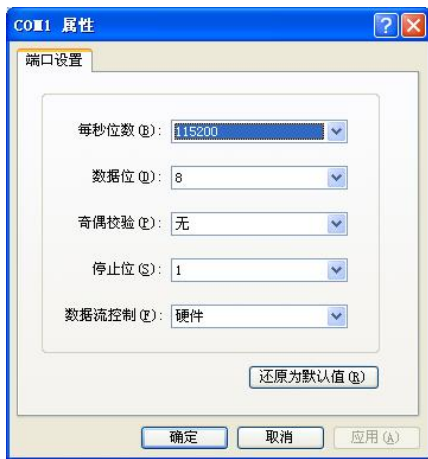 COM1 属性
端口设置
每秒位数(B): 115200
数据位(D): 8
奇偶校验(P): 无
停止位(S): 1
数据流控制(F): 硬件
还原为默认值(R)
确定 取消 应用(A)